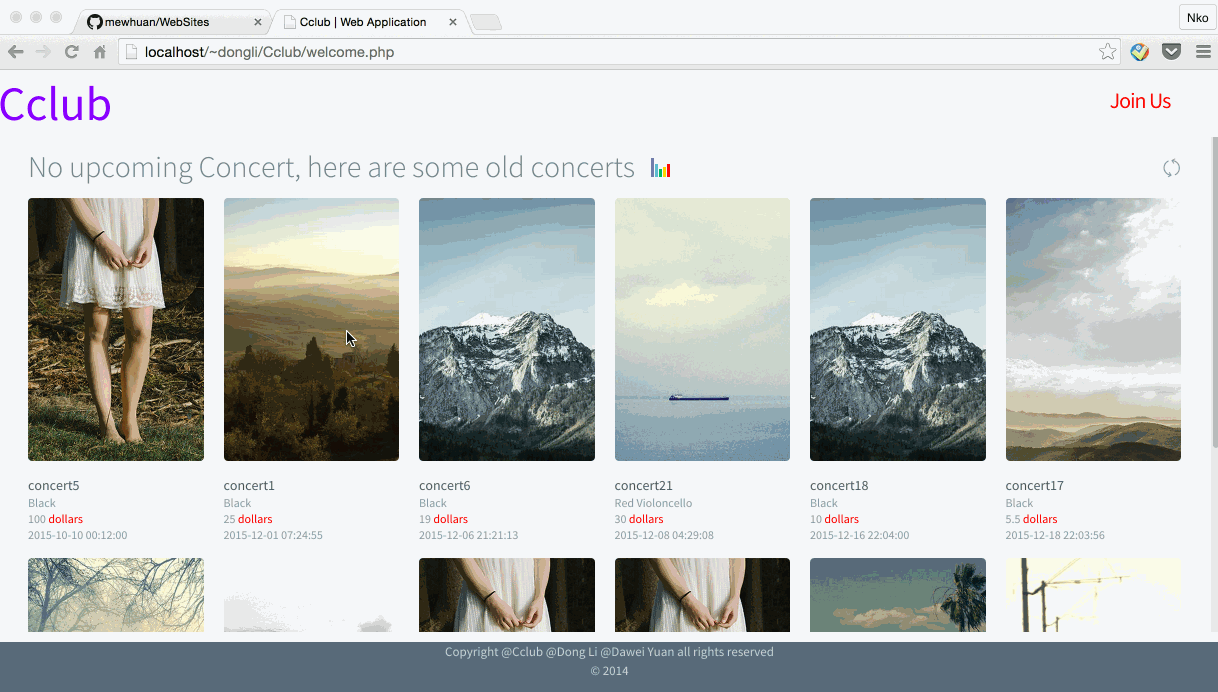 mewhuan/WebSites
Cclub | Web Application
Nko
localhost/~dongli/Cclub/welcome.php
Cclub
Join Us
No upcoming Concert, here are some old concerts
concert5
Black
100 dollars
2015-10-10 00:12:00
concert1
Black
25 dollars
2015-12-01 07:24:55
concert6
Black
19 dollars
2015-12-06 21:21:13
concert21
Red Violoncello
30 dollars
2015-12-08 04:29:08
concert18
Black
10 dollars
2015-12-16 22:04:00
concert17
Black
5.5 dollars
2015-12-18 22:03:56
Copyright @Cclub @Dong Li @Dawei Yuan all rights reserved
© 2014